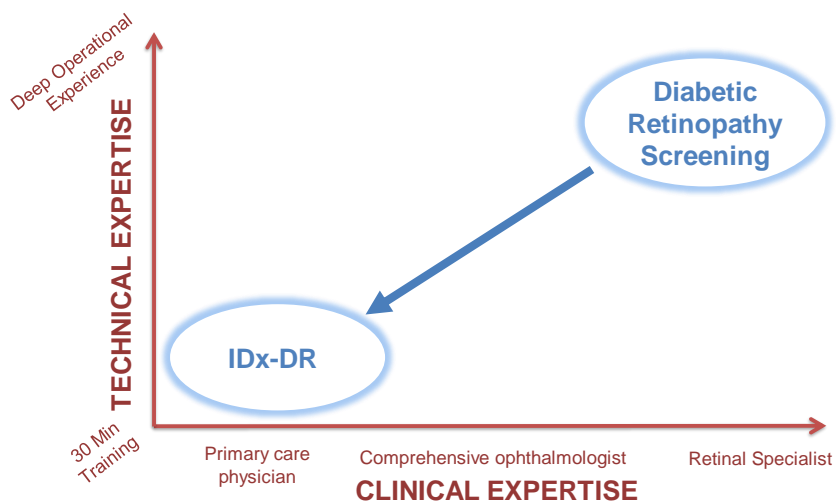 Deep Operational
Experience
TECHNICAL EXPERTISE
Diabetic
Retinopathy
Screening
IDx-DR
30 Min
Training
Primary care
physician
Comprehensive ophthalmologist
Retinal Specialist
CLINICAL EXPERTISE